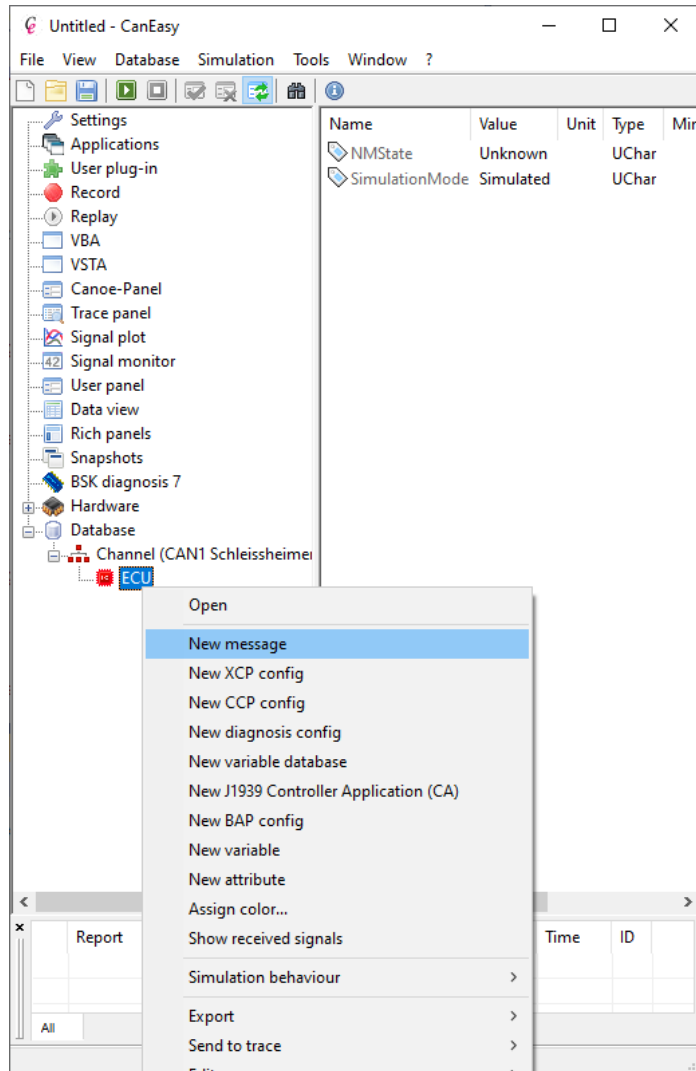 Untitled - CanEasy
File View Database Simulation Tools Window ?
Settings
Applications
User plug-in
Record
Replay
VBA
VSTA
Canoe-Panel
Trace panel
Signal plot
42 Signal monitor
User panel
Data view
Rich panels
Snapshots
BSK diagnosis 7
Hardware
Database
Channel (CAN1 Schleissheimer
ECU
Name Value Unit Type Mir
NMState Unknown UChar
SimulationMode Simulated UChar
Open
New message
New XCP config
New CCP config
New diagnosis config
New variable database
New J1939 Controller Application (CA)
New BAP config
New variable
New attribute
Assign color...
Show received signals
Simulation behaviour
Export
Send to trace
Report Time ID
All